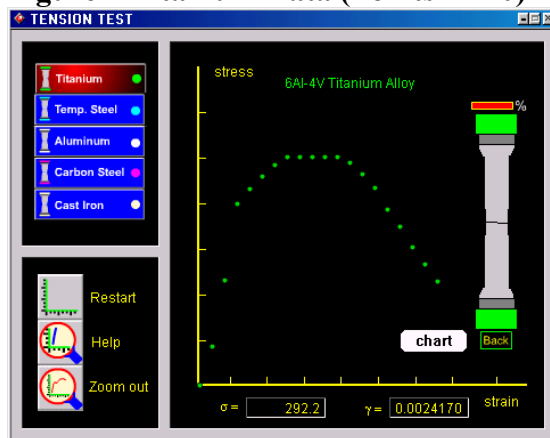 TENSION TEST
Titanium
Temp. Steel
Aluminum
Carbon Steel
Cast Iron
Restart
Help
Zoom out
stress
6Al-4V Titanium Alloy
%
chart
Back
σ = 292.2
γ = 0.0024170
strain